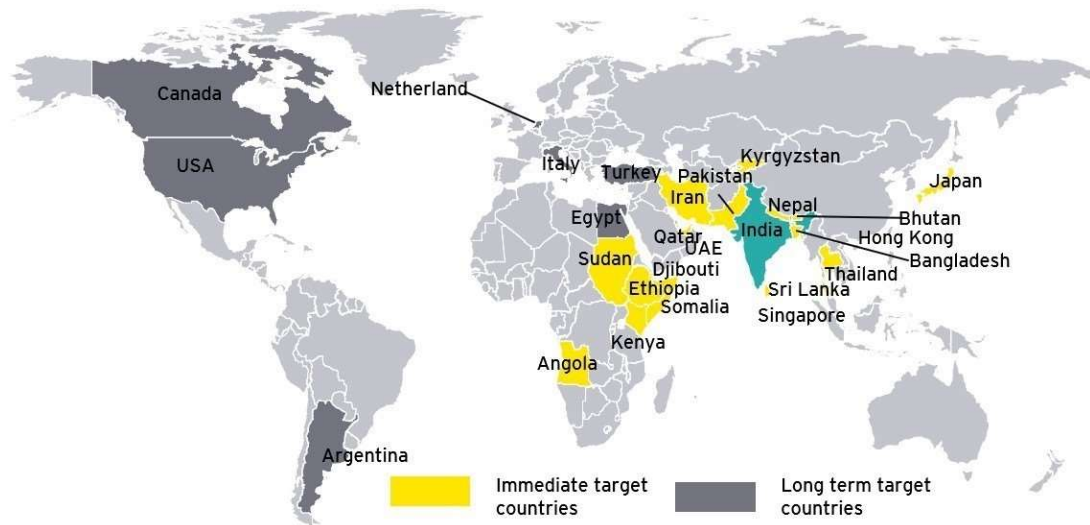 Canada
Netherland
USA
Italy
Turkey
Kyrgyzstan
Pakistan
Iran
Japan
Nepal
Egypt
India
Bhutan
Qatar
UAE
Hong Kong
Sudan
Bangladesh
Djibouti
Thailand
Ethiopia
Sri Lanka
Somalia
Singapore
Kenya
Angola
Argentina
Immediate target
countries
Long term target
countries